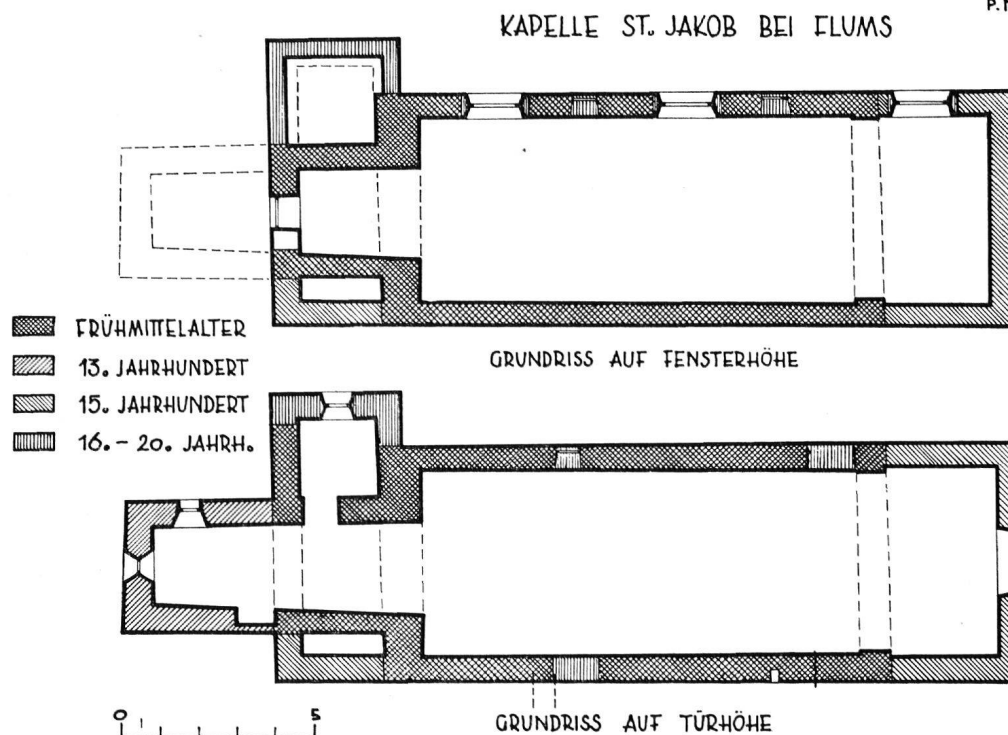 KAPELLE ST. JAKOB BEI FLUMS
FRÜHMITTELALTER
13. JAHRHUNDERT
15. JAHRHUNDERT
16.–20. JAHRH.
GRUNDRISS AUF FENSTERHÖHE
GRUNDRISS AUF TÜRHÖHE
0 5